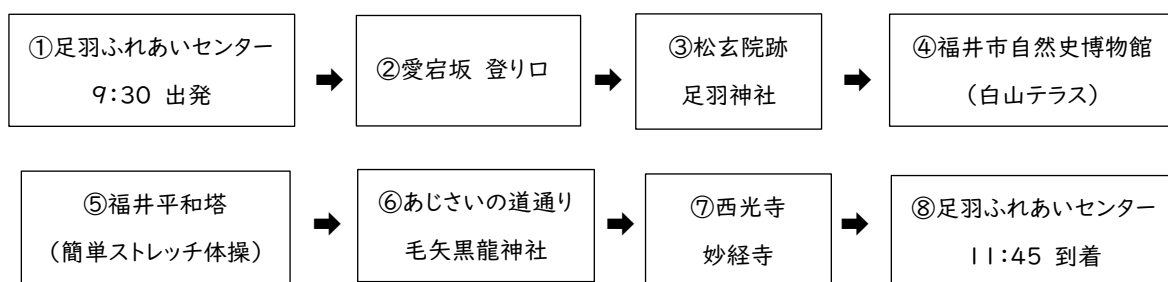 ①足羽ふれあいセンター
9:30 出発
②愛宕坂 登り口
③松玄院跡
足羽神社
④福井市自然史博物館
(白山テラス)
⑤福井平和塔
(簡単ストレッチ体操)
⑥あじさいの道通り
毛矢黒龍神社
⑦西光寺
妙経寺
⑧足羽ふれあいセンター
11:45 到着